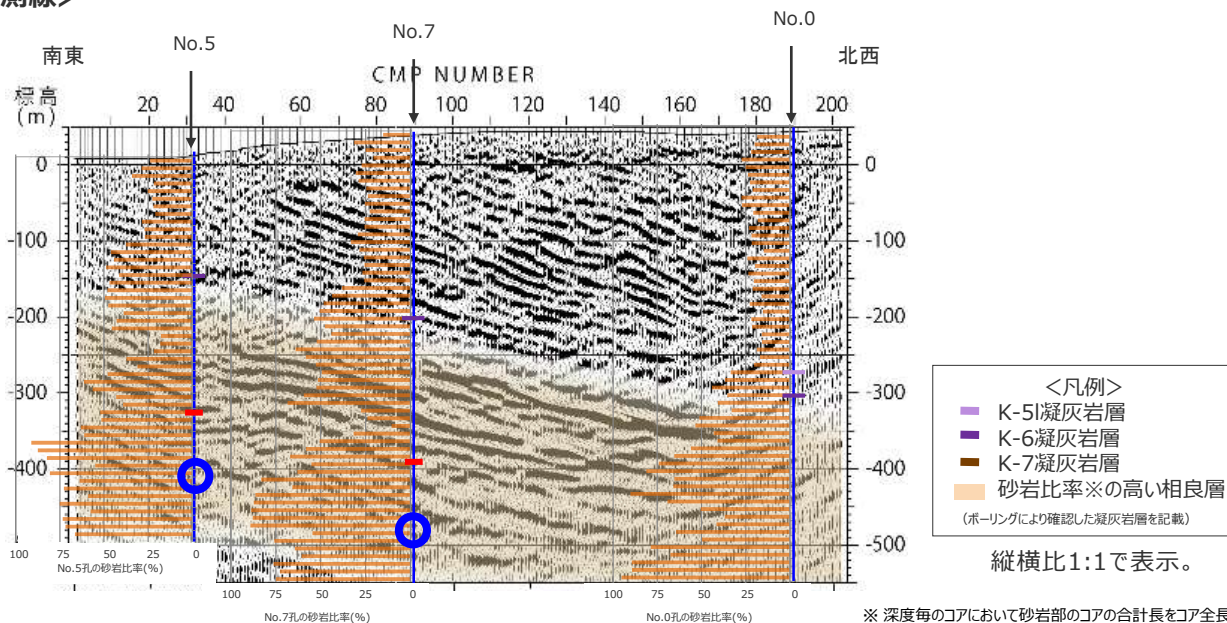 測線>
No.5
No.7
No.0
南東
北西
CMP NUMBER
標高
(m)
20 40 60 80 100 120 140 160 180 200
0 0
-100 -100
-200 -200
-300 -300
-400 -400
-500
100 75 50 25 0
No.5孔の砂岩比率(%)
100 75 50 25 0
No.7孔の砂岩比率(%)
100 75 50 25 0
No.0孔の砂岩比率(%)
<凡例>
K-5l凝灰岩層
K-6凝灰岩層
K-7凝灰岩層
砂岩比率※の高い相良層
(ボーリングにより確認した凝灰岩層を記載)
縦横比1:1で表示。
※ 深度毎のコアにおいて砂岩部のコアの合計長をコア全長